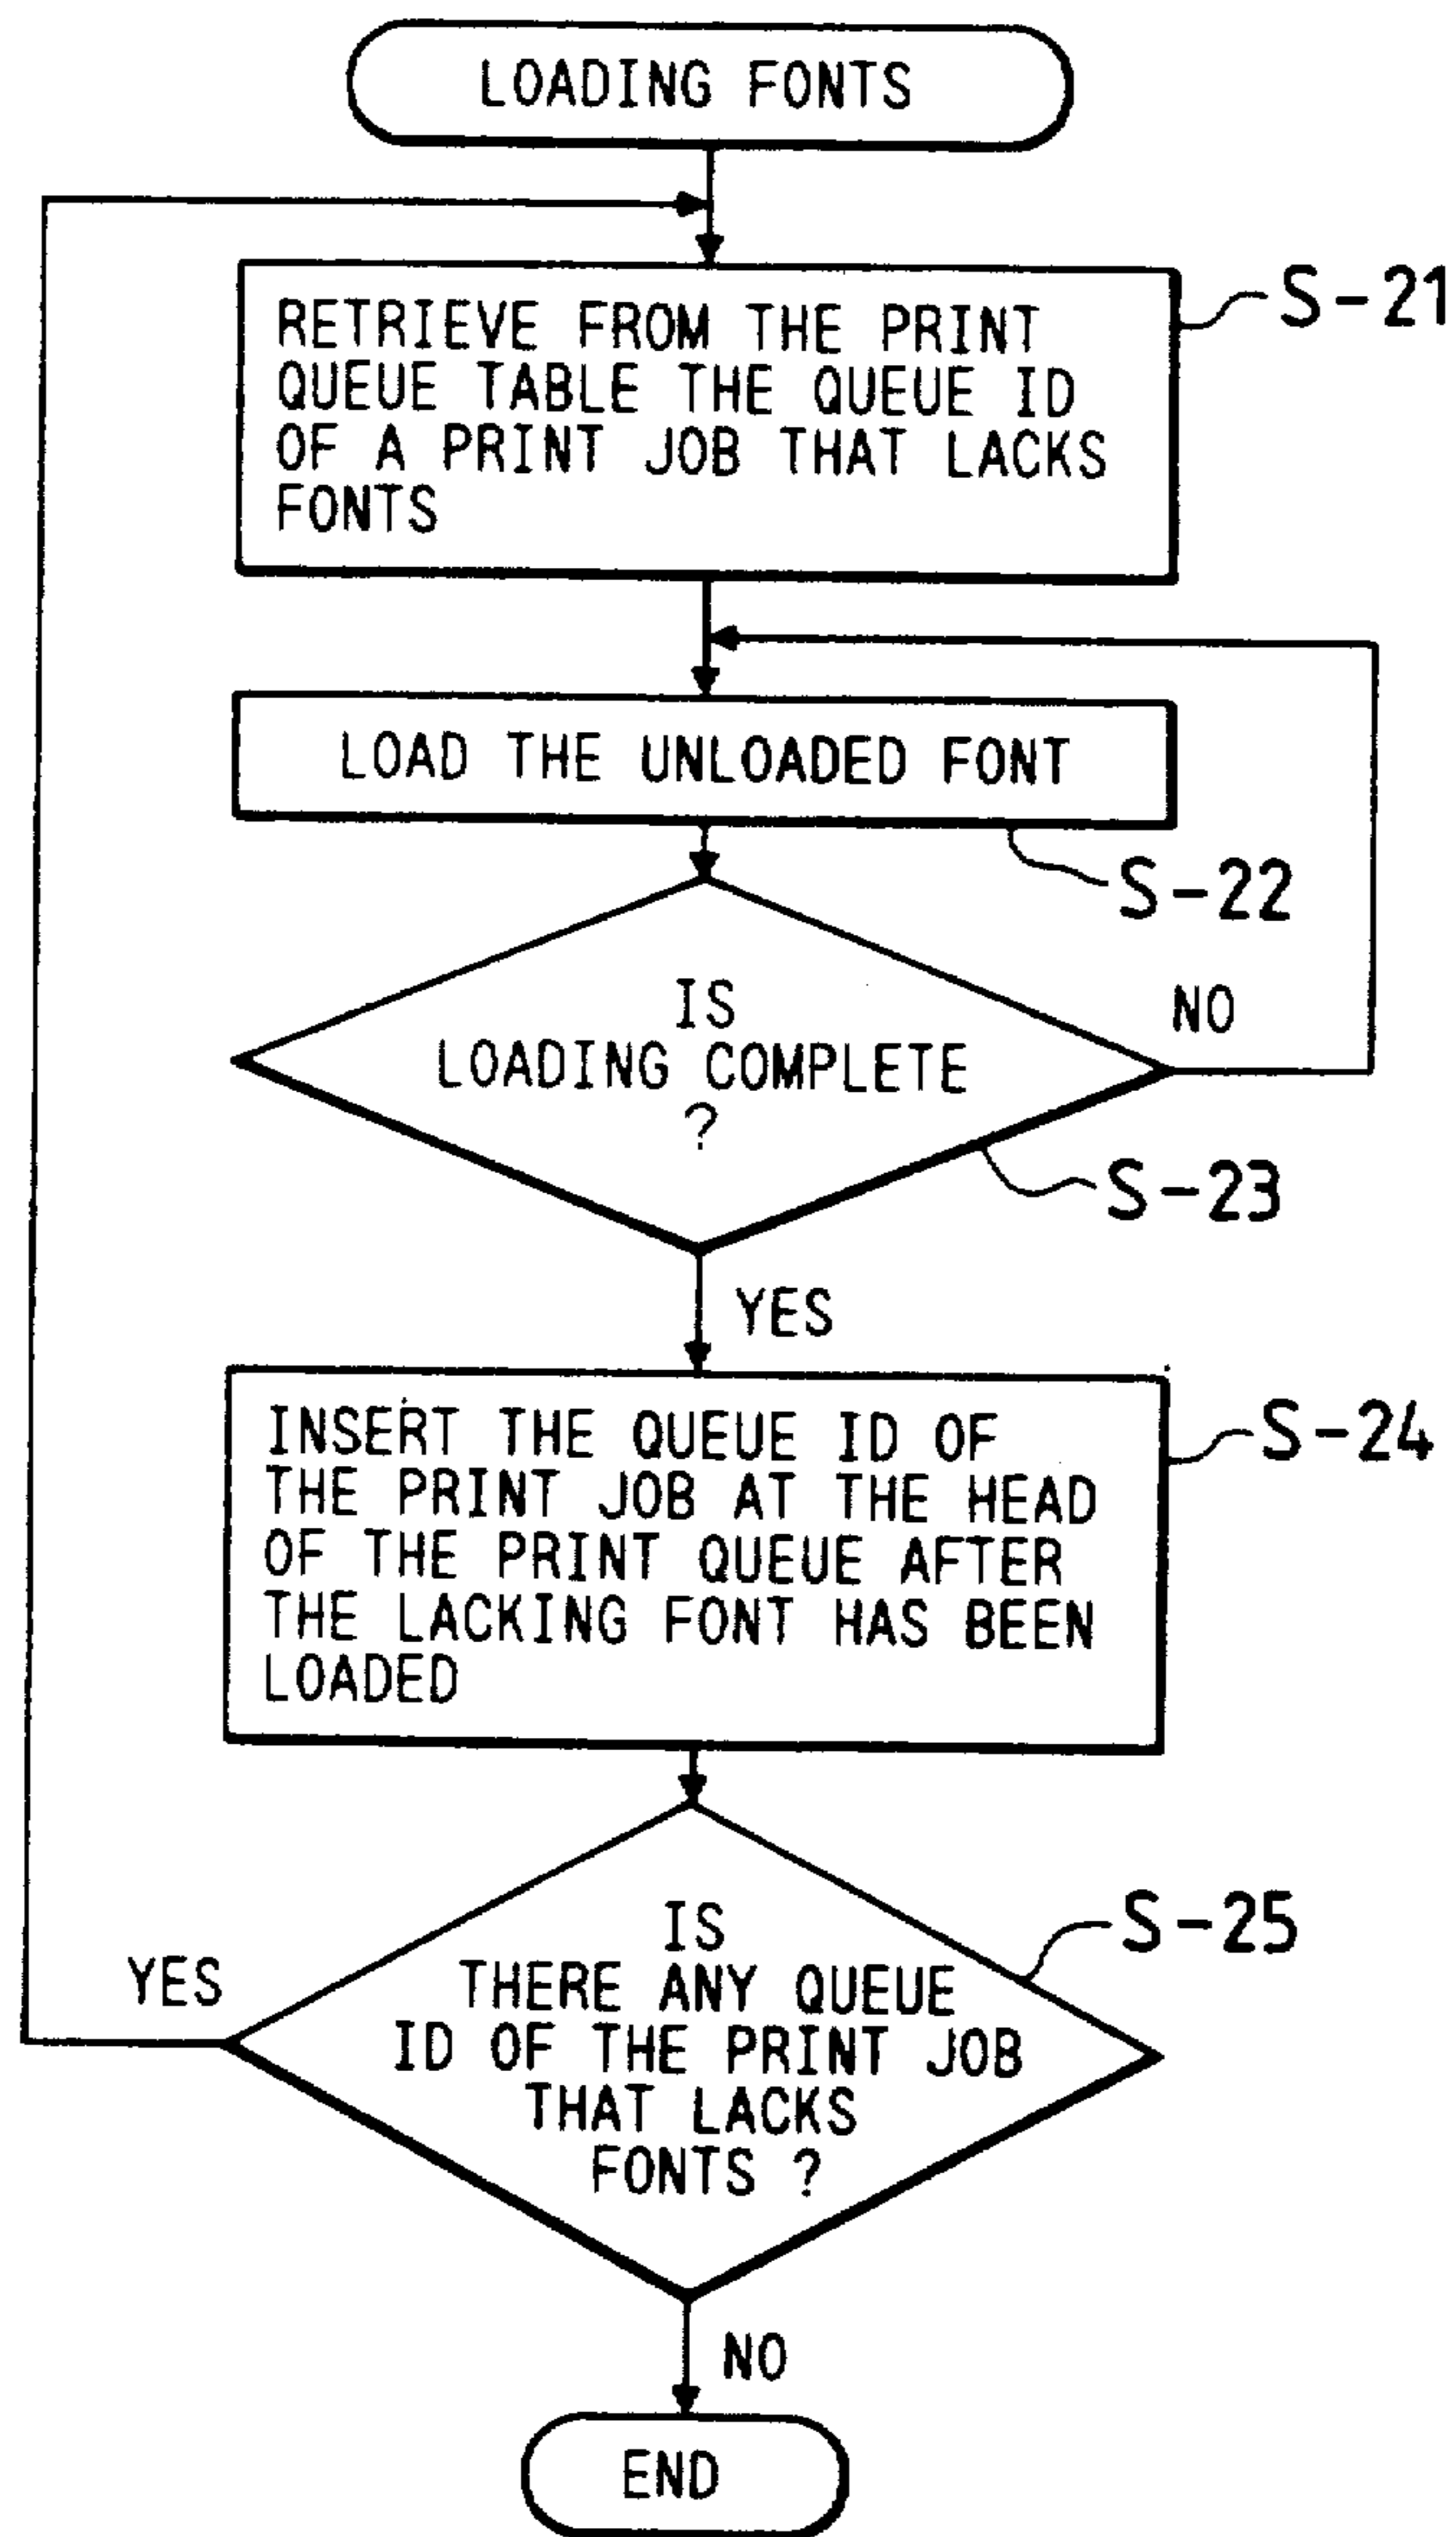 LOADING FONTS
RETRIEVE FROM THE PRINT
QUEUE TABLE THE QUEUE ID
OF A PRINT JOB THAT LACKS
FONTS
S-21
LOAD THE UNLOADED FONT
S-22
IS
LOADING COMPLETE
?
NO
S-23
YES
INSERT THE QUEUE ID OF
THE PRINT JOB AT THE HEAD
OF THE PRINT QUEUE AFTER
THE LACKING FONT HAS BEEN
LOADED
S-24
IS
THERE ANY QUEUE
ID OF THE PRINT JOB
THAT LACKS
FONTS ?
S-25
YES
NO
END